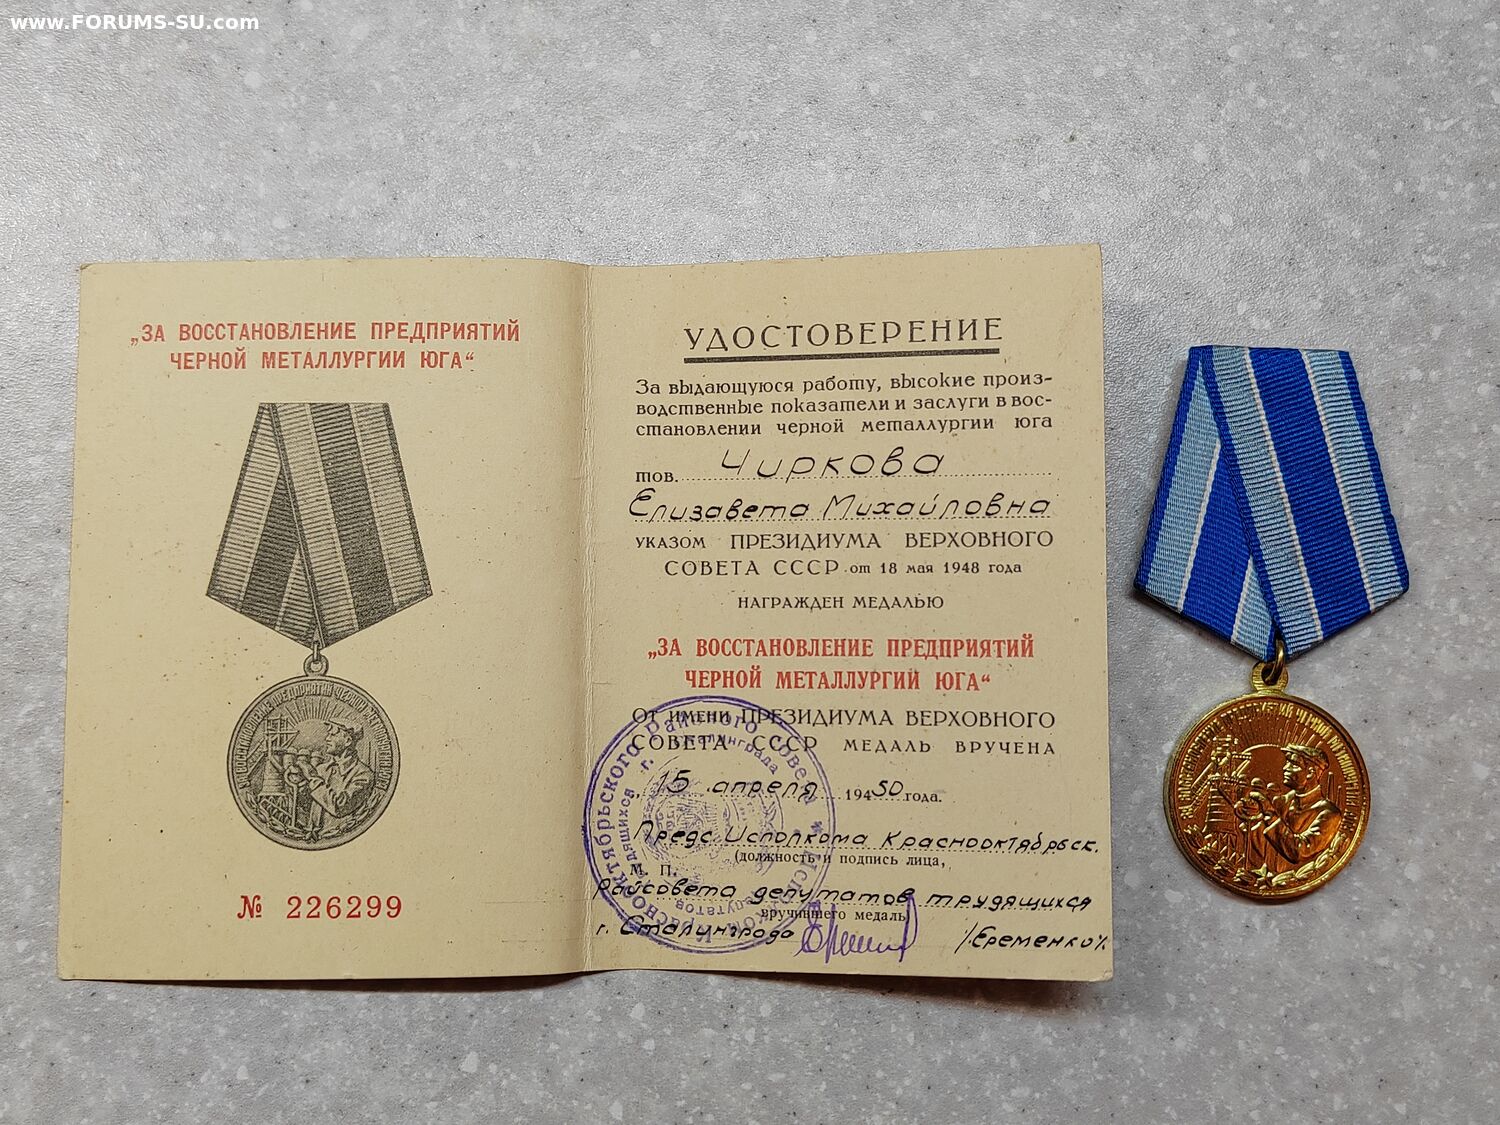 www.FORUMS-SU.com
„ЗА ВОССТАНОВЛЕНИЕ ПРЕДПРИЯТИЙ
ЧЕРНОЙ МЕТАЛЛУРГИИ ЮГА“
№ 226299
УДОСТОВЕРЕНИЕ
За выдающуюся работу, высокие произ-
водственные показатели и заслуги в вос-
становлении черной металлургии юга
тов. Чиркова
Елизавета Михайловна
УКАЗОМ ПРЕЗИДИУМА ВЕРХОВНОГО
СОВЕТА СССР от 18 мая 1948 года
НАГРАЖДЕН МЕДАЛЬЮ
„ЗА ВОССТАНОВЛЕНИЕ ПРЕДПРИЯТИЙ
ЧЕРНОЙ МЕТАЛЛУРГИИ ЮГА“
От имени ПРЕЗИДИУМА ВЕРХОВНОГО
СОВЕТА СССР МЕДАЛЬ ВРУЧЕНА
15 апреля 194 50 года.
Предс. Исполкома Краснооктябрьск.
(должность и подпись лица,
М. П.
Райсовета депутатов трудящихся
вручившего медаль)
г. Сталинграда /Еременко/.